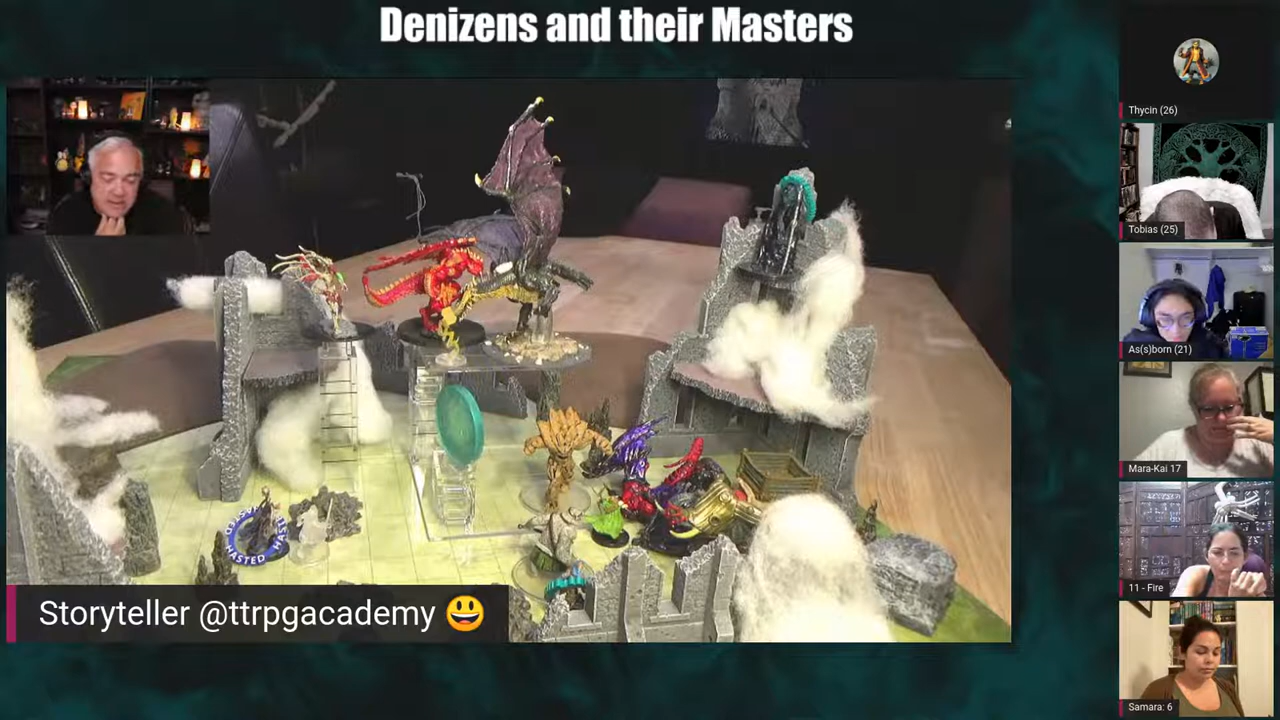 Denizens and their Masters
Thycin (26)
Tobias (25)
As(s)born (21)
Mara-Kai 17
11 - Fire
Samara: 6
HASTED
Storyteller @ttrpgacademy 😃